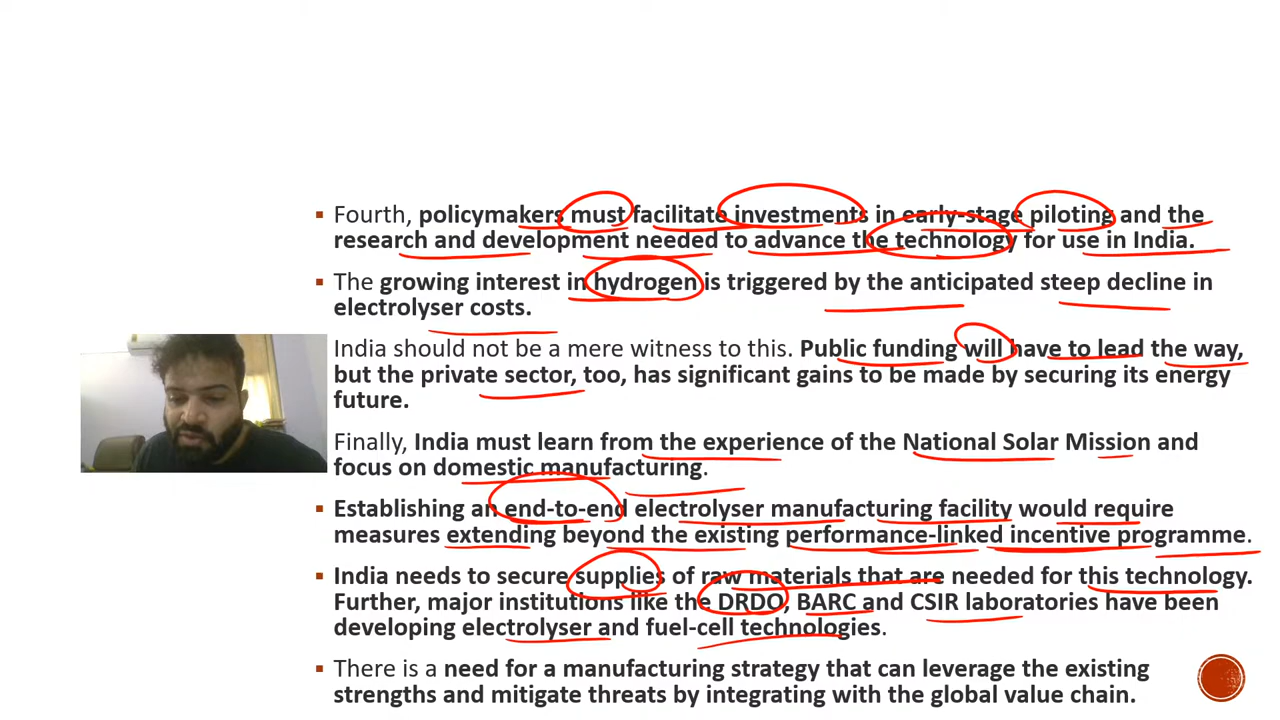 ▪ Fourth, policymakers must facilitate investments in early-stage piloting and the
research and development needed to advance the technology for use in India.
▪ The growing interest in hydrogen is triggered by the anticipated steep decline in
electrolyser costs.
India should not be a mere witness to this. Public funding will have to lead the way,
but the private sector, too, has significant gains to be made by securing its energy
future.
Finally, India must learn from the experience of the National Solar Mission and
focus on domestic manufacturing.
▪ Establishing an end-to-end electrolyser manufacturing facility would require
measures extending beyond the existing performance-linked incentive programme.
▪ India needs to secure supplies of raw materials that are needed for this technology.
Further, major institutions like the DRDO, BARC and CSIR laboratories have been
developing electrolyser and fuel-cell technologies.
▪ There is a need for a manufacturing strategy that can leverage the existing
strengths and mitigate threats by integrating with the global value chain.